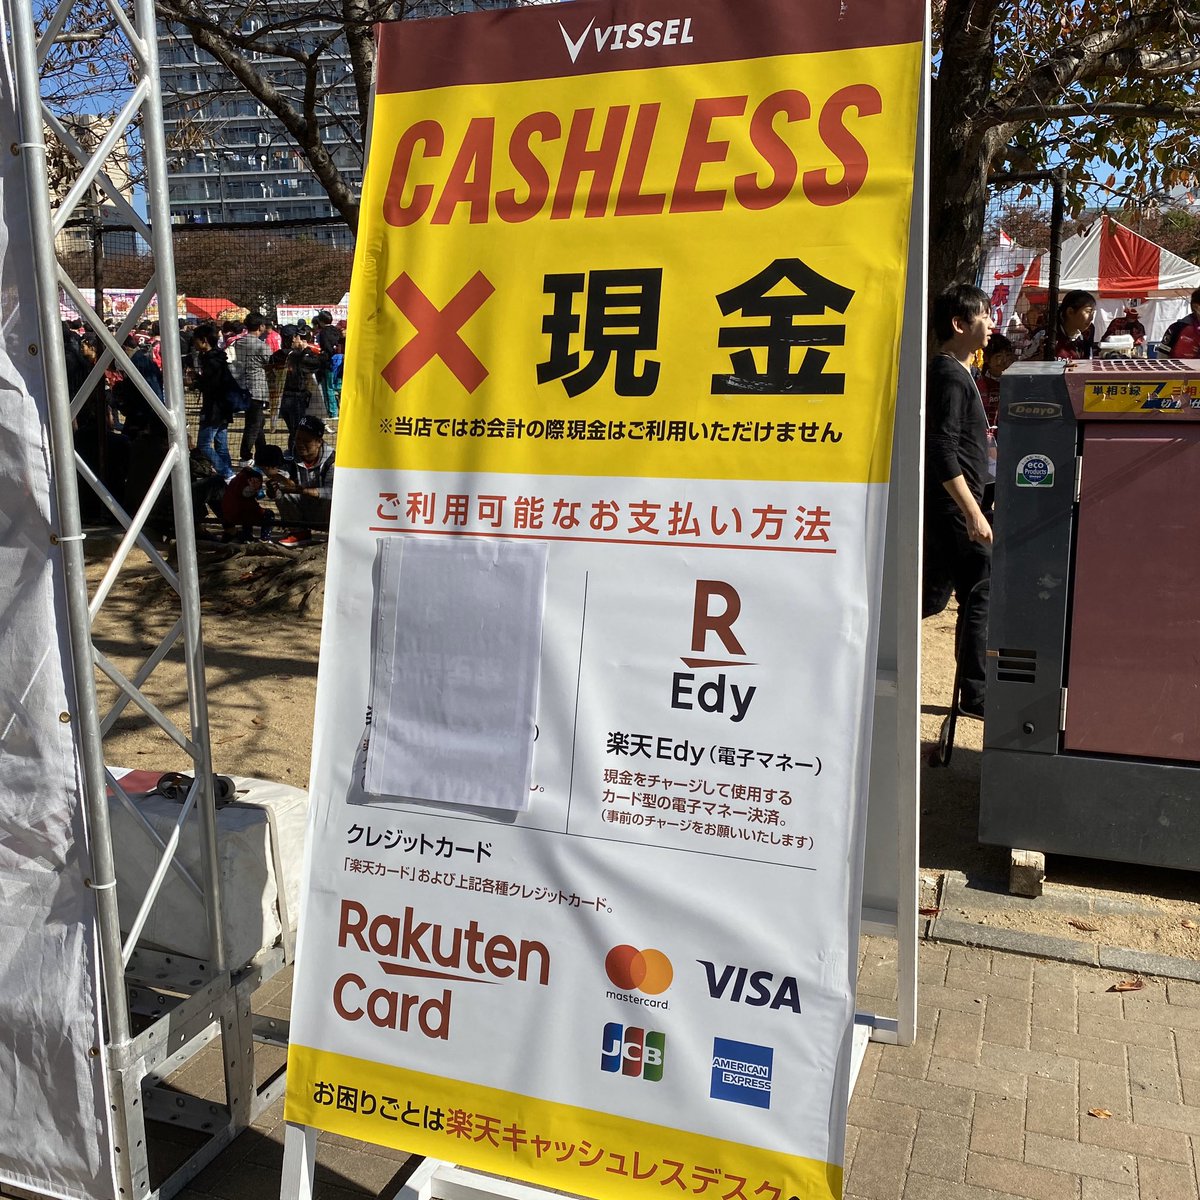 VISSEL
CASHLESS
×現金
※当店ではお会計の際現金はご利用いただけません
ご利用可能なお支払い方法
R
Edy
楽天Edy（電子マネー）
現金をチャージして使用する
カード型の電子マネー決済。
（事前のチャージをお願いいたします）
クレジットカード
「楽天カード」および上記各種クレジットカード。
Rakuten
Card
mastercard
VISA
JCB
AMERICAN
EXPRESS
お困りごとは楽天キャッシュレスデスク
Denyo
単相3線
eco
Products